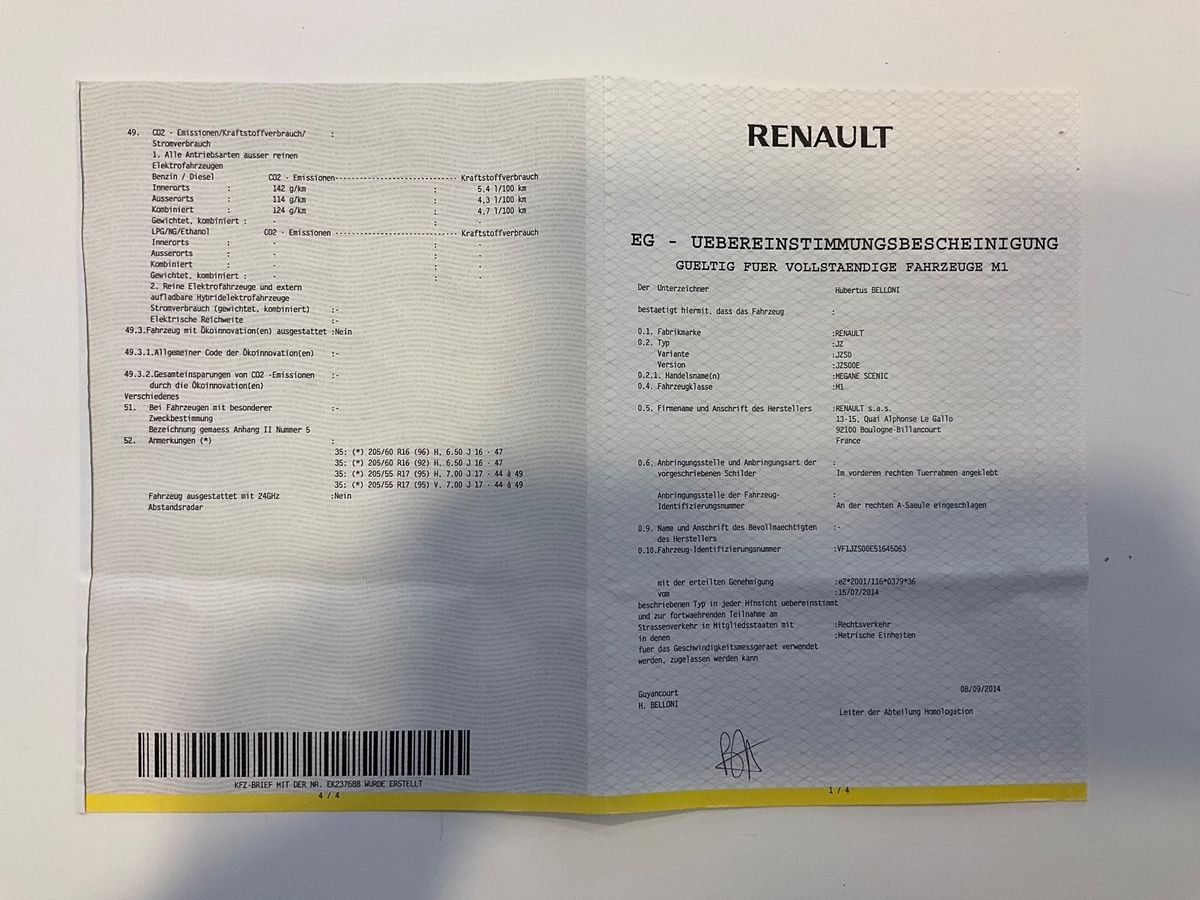 49. CO2 - Emissionen/Kraftstoffverbrauch/ :
Stromverbrauch
1. Alle Antriebsarten ausser reinen
Elektrofahrzeugen
Benzin / Diesel CO2 - Emissionen---------------------------- Kraftstoffverbrauch
Innerorts : 142 g/km : 5,4 l/100 km
Ausserorts : 114 g/km : 4,3 l/100 km
Kombiniert : 124 g/km : 4,7 l/100 km
Gewichtet, kombiniert : - : -
LPG/NG/Ethanol CO2 - Emissionen ---------------------------- Kraftstoffverbrauch
Innerorts : - : -
Ausserorts : - : -
Kombiniert : - : -
Gewichtet, kombiniert : - : -
2. Reine Elektrofahrzeuge und extern
aufladbare Hybridelektrofahrzeuge
Stromverbrauch (gewichtet, kombiniert) :-
Elektrische Reichweite :-
49.3.Fahrzeug mit Ökoinnovation(en) ausgestattet :Nein
49.3.1.Allgemeiner Code der Ökoinnovation(en) :-
49.3.2.Gesamteinsparungen von CO2 -Emissionen :-
durch die Ökoinnovation(en)
Verschiedenes
51. Bei Fahrzeugen mit besonderer :-
Zweckbestimmung
Bezeichnung gemaess Anhang II Nummer 5
52. Anmerkungen (*) :
35: (*) 205/60 R16 (96) H, 6.50 J 16 - 47
35: (*) 205/60 R16 (92) H, 6.50 J 16 - 47
35: (*) 205/55 R17 (95) H, 7.00 J 17 - 44 à 49
35: (*) 205/55 R17 (95) V, 7.00 J 17 - 44 à 49
Fahrzeug ausgestattet mit 24GHz :Nein
Abstandsradar
KFZ-BRIEF MIT DER NR. EK237688 WURDE ERSTELLT
4 / 4
RENAULT
EG - UEBEREINSTIMMUNGSBESCHEINIGUNG
GUELTIG FUER VOLLSTAENDIGE FAHRZEUGE M1
Der Unterzeichner Hubertus BELLONI
bestaetigt hiermit, dass das Fahrzeug :
0.1. Fabrikmarke :RENAULT
0.2. Typ :JZ
Variante :JZS0
Version :JZS00E
0.2.1. Handelsname(n) :MEGANE SCENIC
0.4. Fahrzeugklasse :M1
0.5. Firmename und Anschrift des Herstellers :RENAULT s.a.s.
13-15, Quai Alphonse Le Gallo
92100 Boulogne-Billancourt
France
0.6. Anbringungsstelle und Anbringungsart der :
vorgeschriebenen Schilder Im vorderen rechten Tuerrahmen angeklebt
Anbringungsstelle der Fahrzeug- :
Identifizierungsnummer An der rechten A-Saeule eingeschlagen
0.9. Name und Anschrift des Bevollmaechtigten :-
des Herstellers
0.10.Fahrzeug-Identifizierungsnummer :VF1JZS00E51645063
mit der erteilten Genehmigung :e2*2001/116*0379*36
vom :15/07/2014
beschriebenen Typ in jeder Hinsicht uebereinstimmt
und zur fortwaehrenden Teilnahme am
Strassenverkehr in Mitgliedsstaaten mit :Rechtsverkehr
in denen :Metrische Einheiten
fuer das Geschwindigkeitsmessgeraet verwendet
werden, zugelassen werden kann
Guyancourt 08/09/2014
H. BELLONI
Leiter der Abteilung Homologation
1 / 4